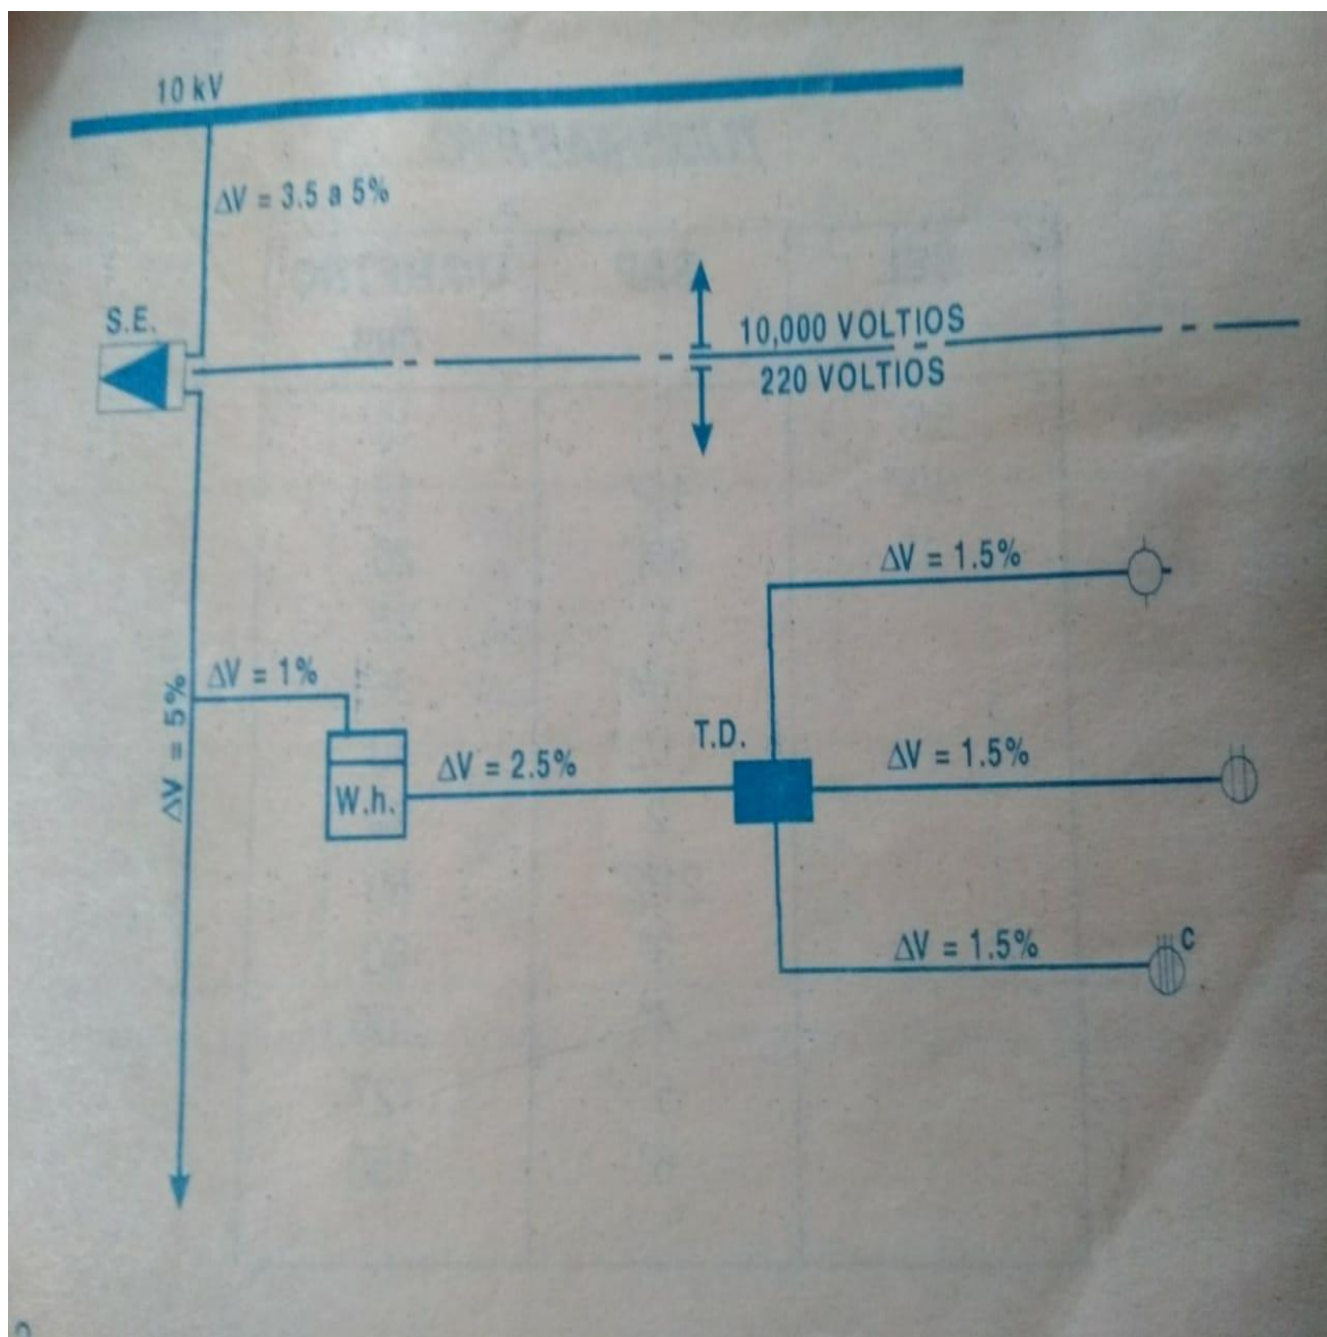 10 kV
ΔV = 3.5 a 5%
S.E.
10,000 VOLTIOS
220 VOLTIOS
ΔV = 1.5%
ΔV = 1%
ΔV = 5%
T.D.
ΔV = 2.5%
ΔV = 1.5%
W.h.
ΔV = 1.5%
C